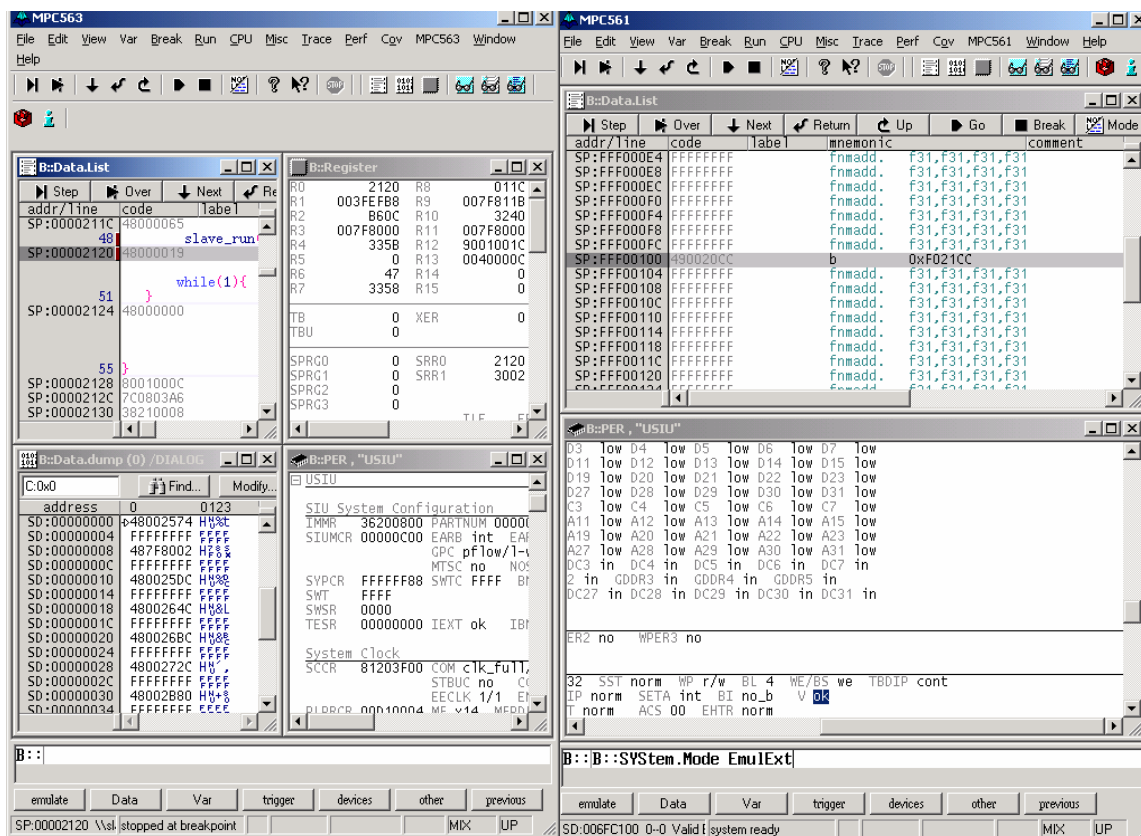 MPC563
File Edit View Var Break Run CPU Misc Trace Perf Cov MPC563 Window
Help
B::Data.List
Step Over Next Re
addr/line code label
SP:0000211C 48000065
48 slave_run(
SP:00002120 48000019
while(1){
51 }
SP:00002124 48000000
55 }
SP:00002128 8001000C
SP:0000212C 7C0803A6
SP:00002130 38210008
B::Register
R0 2120 R8 011C
R1 003FEFB8 R9 007F811B
R2 B60C R10 3240
R3 007F8000 R11 007F8000
R4 335B R12 9001001C
R5 0 R13 0040000C
R6 47 R14 0
R7 3358 R15 0
TB 0 XER 0
TBU 0
SPRG0 0 SRR0 2120
SPRG1 0 SRR1 3002
SPRG2 0
SPRG3 0
B::Data.dump (0) /DIALOG
C:0x0 Find... Modify...
address 0 0123
SD:00000000 48002574
SD:00000004 FFFFFFFF
SD:00000008 487F8002
SD:0000000C FFFFFFFF
SD:00000010 480025DC
SD:00000014 FFFFFFFF
SD:00000018 4800264C
SD:0000001C FFFFFFFF
SD:00000020 480026BC
SD:00000024 FFFFFFFF
SD:00000028 4800272C
SD:0000002C FFFFFFFF
SD:00000030 48002B80
SD:00000034 FFFFFFFF
B::PER , "USIU"
USIU
SIU System Configuration
IMMR 36200800 PARTNUM 0000
SIUMCR 00000C00 EARB int EAR
GPC pflow/l-w
MTSC no NOS
SYPCR FFFFFF88 SWTC FFFF BM
SWT FFFF
SWSR 0000
TESR 00000000 IEXT ok IBM
System Clock
SCCR 81203F00 COM clk_full/
STBUC no CQ
EECLK 1/1 EN
PLPRCR 00D10004 MF x14
B::
emulate Data Var trigger devices other previous
SP:00002120 \\sl stopped at breakpoint MIX UP
MPC561
File Edit View Var Break Run CPU Misc Trace Perf Cov MPC561 Window Help
B::Data.List
Step Over Next Return Up Go Break Mode
addr/line code label mnemonic comment
SP:FFF000E4 FFFFFFFF fnmadd. f31,f31,f31,f31
SP:FFF000E8 FFFFFFFF fnmadd. f31,f31,f31,f31
SP:FFF000EC FFFFFFFF fnmadd. f31,f31,f31,f31
SP:FFF000F0 FFFFFFFF fnmadd. f31,f31,f31,f31
SP:FFF000F4 FFFFFFFF fnmadd. f31,f31,f31,f31
SP:FFF000F8 FFFFFFFF fnmadd. f31,f31,f31,f31
SP:FFF000FC FFFFFFFF fnmadd. f31,f31,f31,f31
SP:FFF00100 490020CC b 0xF021CC
SP:FFF00104 FFFFFFFF fnmadd. f31,f31,f31,f31
SP:FFF00108 FFFFFFFF fnmadd. f31,f31,f31,f31
SP:FFF0010C FFFFFFFF fnmadd. f31,f31,f31,f31
SP:FFF00110 FFFFFFFF fnmadd. f31,f31,f31,f31
SP:FFF00114 FFFFFFFF fnmadd. f31,f31,f31,f31
SP:FFF00118 FFFFFFFF fnmadd. f31,f31,f31,f31
SP:FFF0011C FFFFFFFF fnmadd. f31,f31,f31,f31
SP:FFF00120 FFFFFFFF fnmadd. f31,f31,f31,f31
SP:FFF00124 FFFFFFFF fnmadd. f31,f31,f31,f31
B::PER , "USIU"
D3 low D4 low D5 low D6 low D7 low
D11 low D12 low D13 low D14 low D15 low
D19 low D20 low D21 low D22 low D23 low
D27 low D28 low D29 low D30 low D31 low
C3 low C4 low C5 low C6 low C7 low
A11 low A12 low A13 low A14 low A15 low
A19 low A20 low A21 low A22 low A23 low
A27 low A28 low A29 low A30 low A31 low
DC3 in DC4 in DC5 in DC6 in DC7 in
2 in GDDR3 in GDDR4 in GDDR5 in
DC27 in DC28 in DC29 in DC30 in DC31 in
ER2 no WPER3 no
32 SST norm WP r/w BL 4 WE/BS we TBDIP cont
IP norm SETA int BI no_b V ok
T norm ACS 00 EHTR norm
B::B::SYStem.Mode EmulExt
emulate Data Var trigger devices other previous
SD:006FC100 0--0 Valid E system ready MIX UP